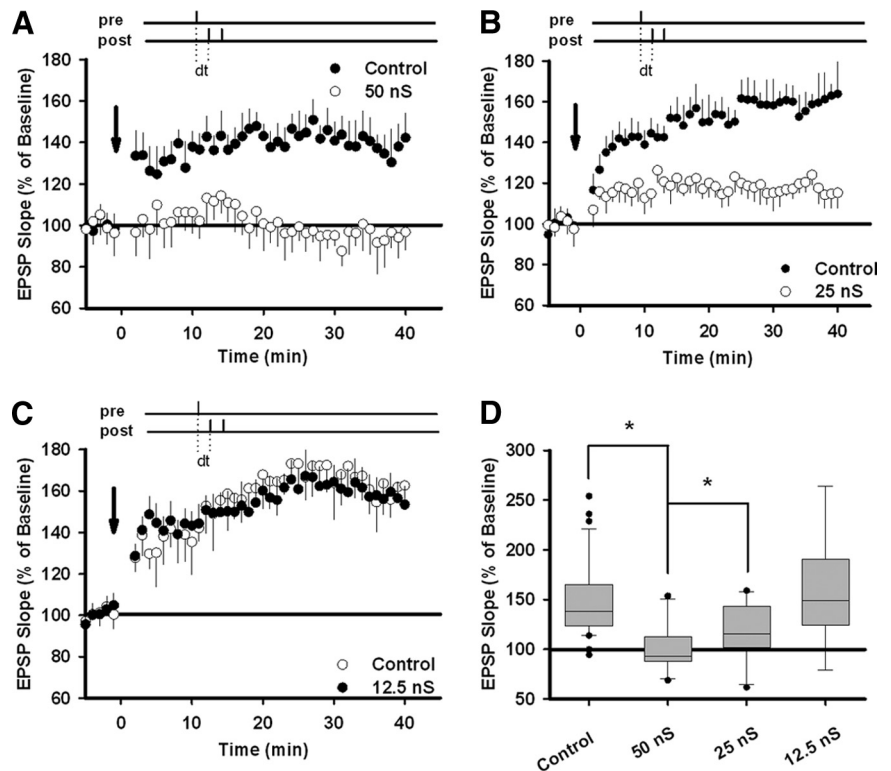 A
pre
post
dt
180
160
140
120
100
80
60
EPSP Slope (% of Baseline)
Control
50 nS
0 10 20 30 40
Time (min)
B
pre
post
dt
180
160
140
120
100
80
60
EPSP Slope (% of Baseline)
Control
25 nS
0 10 20 30 40
Time (min)
C
pre
post
dt
180
160
140
120
100
80
60
EPSP Slope (% of Baseline)
Control
12.5 nS
0 10 20 30 40
Time (min)
D
300
250
200
150
100
50
EPSP Slope (% of Baseline)
*
*
Control 50 nS 25 nS 12.5 nS